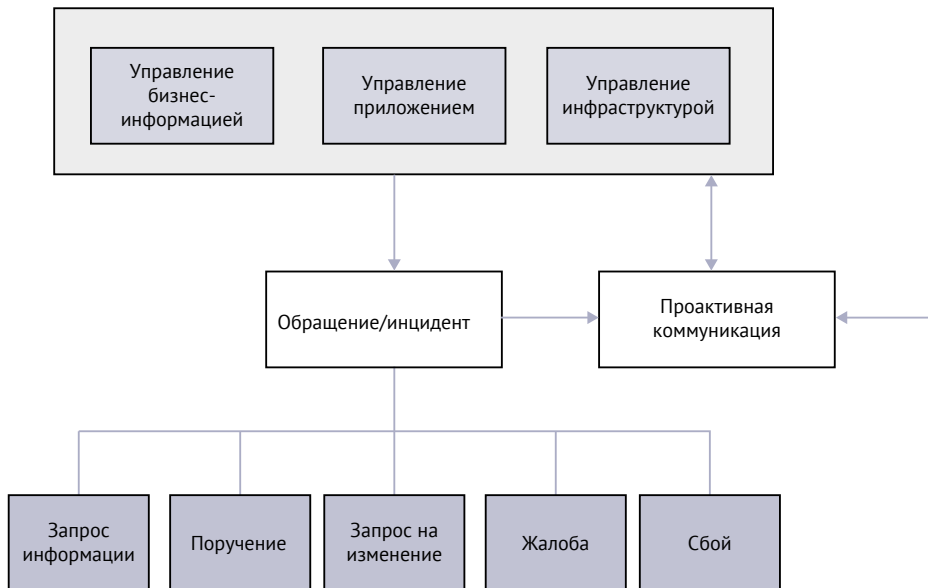 Управление
бизнес-
информацией
Управление
приложением
Управление
инфраструктурой
Обращение/инцидент
Проактивная
коммуникация
Запрос
информации
Поручение
Запрос на
изменение
Жалоба
Сбой